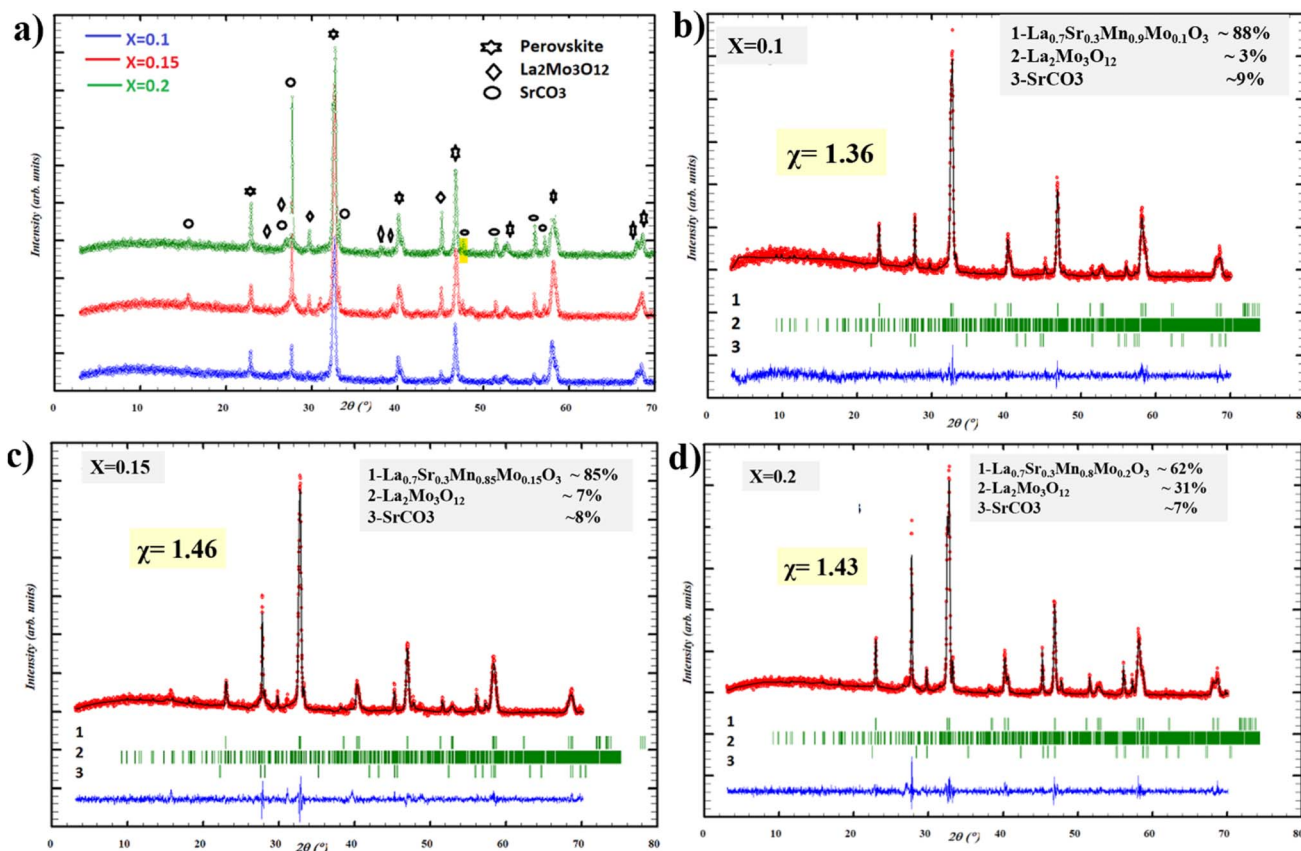 a)
X=0.1
X=0.15
X=0.2
Perovskite
La2Mo3O12
SrCO3
Intensity (arb. units)
0 10 20 30 40 50 60 70
2θ (°)
b)
X=0.1
1-La₀.₇Sr₀.₃Mn₀.₉Mo₀.₁O₃ ~ 88%
2-La₂Mo₃O₁₂ ~ 3%
3-SrCO3 ~9%
χ= 1.36
Intensity (arb. units)
1
2
3
0 10 20 30 40 50 60 70 80
2θ (°)
c)
X=0.15
1-La₀.₇Sr₀.₃Mn₀.₈₅Mo₀.₁₅O₃ ~ 85%
2-La₂Mo₃O₁₂ ~ 7%
3-SrCO3 ~8%
χ= 1.46
Intensity (arb. units)
1
2
3
0 10 20 30 40 50 60 70 80
2θ (°)
d)
X=0.2
1-La₀.₇Sr₀.₃Mn₀.₈Mo₀.₂O₃ ~ 62%
2-La₂Mo₃O₁₂ ~ 31%
3-SrCO3 ~7%
χ= 1.43
Intensity (arb. units)
1
2
3
0 10 20 30 40 50 60 70 80
2θ (°)